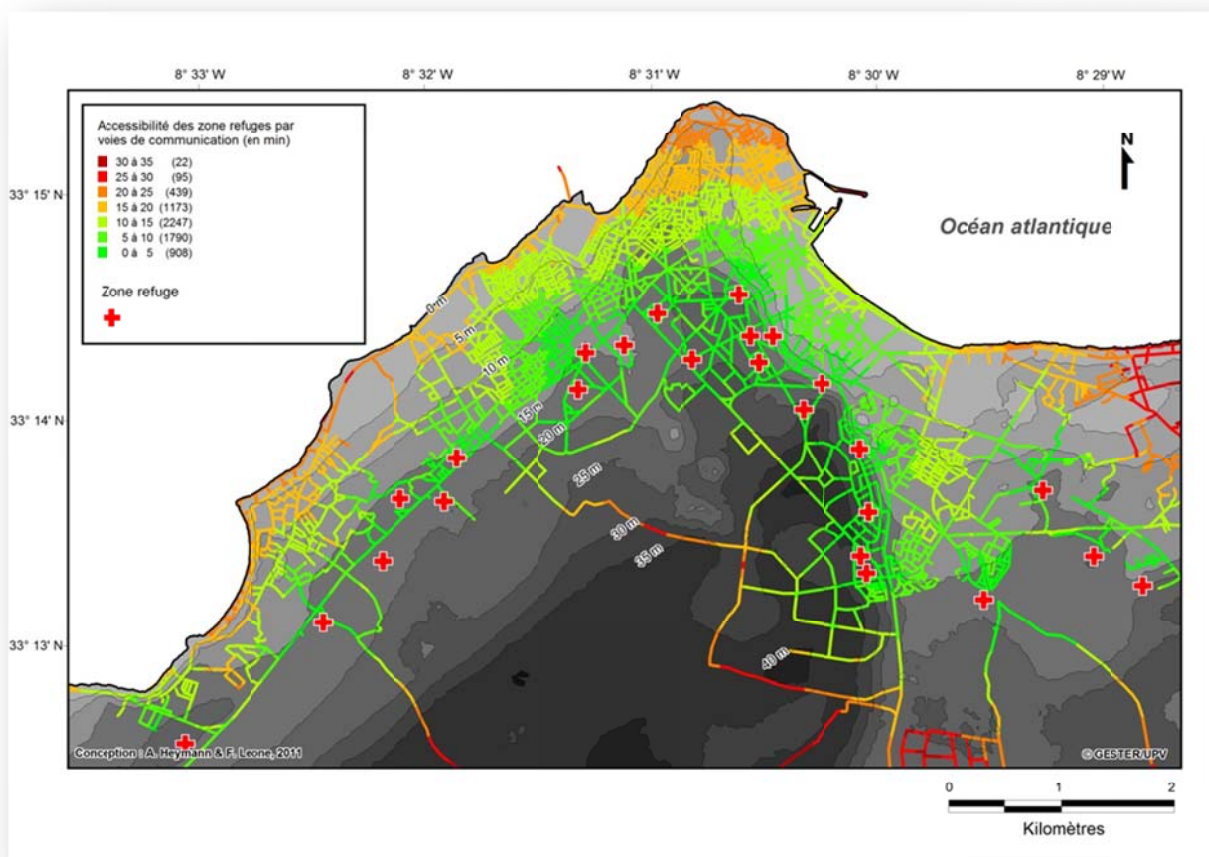 8° 33' W 8° 32' W 8° 31' W 8° 30' W 8° 29' W
Accessibilité des zone refuges par
voies de communication (en min)
30 à 35 (22)
25 à 30 (95)
20 à 25 (439)
15 à 20 (1173)
10 à 15 (2247)
5 à 10 (1790)
0 à 5 (908)
Zone refuge
N
33° 15' N
Océan atlantique
0 m
5 m
10 m
15 m
33° 14' N
20 m
25 m
30 m
35 m
33° 13' N
40 m
Conception : A. Heymann & F. Leone, 2011
© GESTER/UPV
0 1 2
Kilomètres